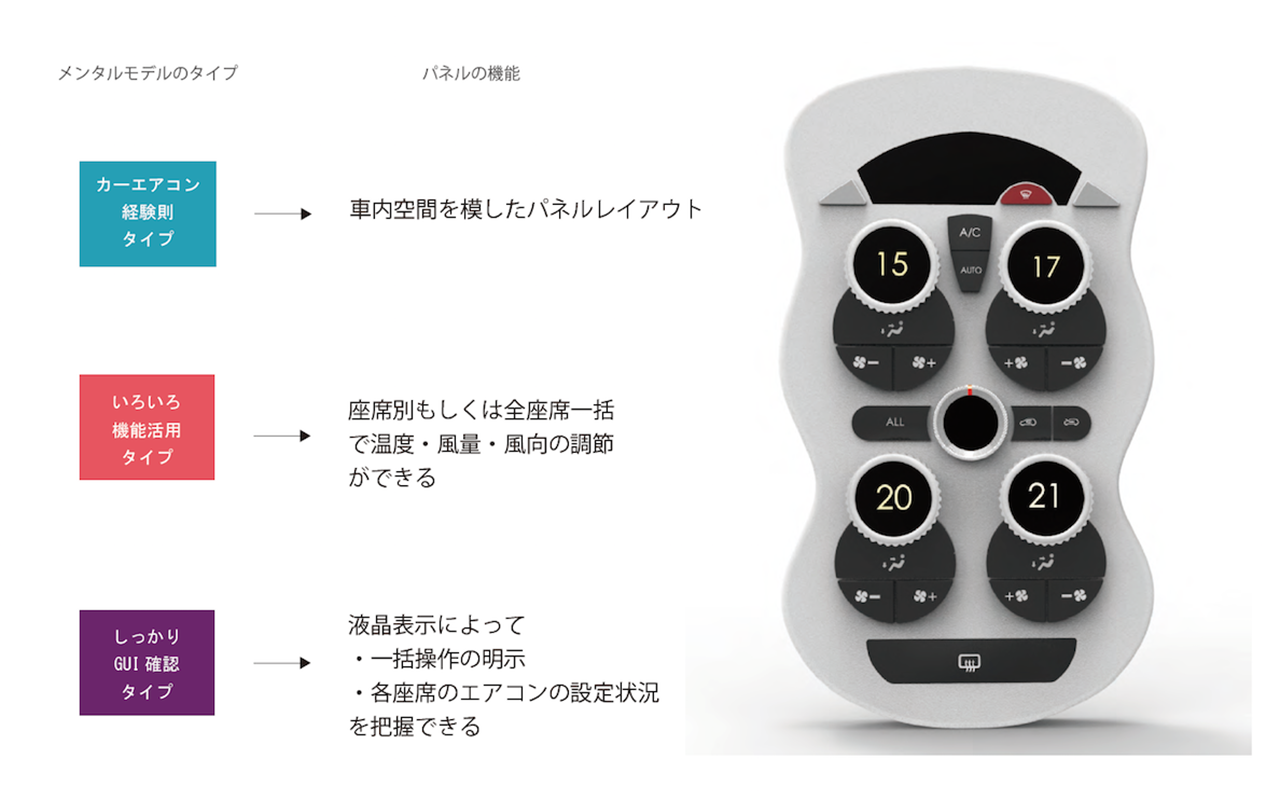 メンタルモデルのタイプ
パネルの機能
カーエアコン
経験則
タイプ
車内空間を模したパネルレイアウト
いろいろ
機能活用
タイプ
座席別もしくは全座席一括
で温度・風量・風向の調節
ができる
しっかり
GUI 確認
タイプ
液晶表示によって
・一括操作の明示
・各座席のエアコンの設定状況
を把握できる
A/C
AUTO
15
17
ALL
20
21